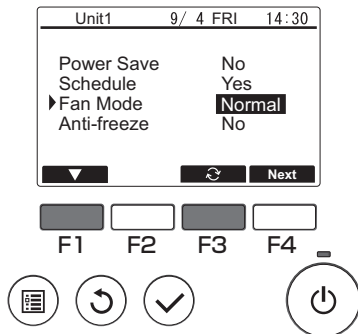 Unit1 9/ 4 FRI 14:30
Power Save No
Schedule Yes
Fan Mode Normal
Anti-freeze No
Next
F1 F2 F3 F4